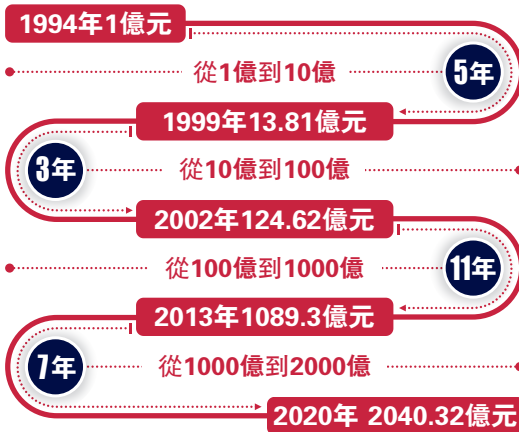 1994年1億元
從1億到10億
5年
1999年13.81億元
3年
從10億到100億
2002年124.62億元
從100億到1000億
11年
2013年1089.3億元
7年
從1000億到2000億
2020年 2040.32億元